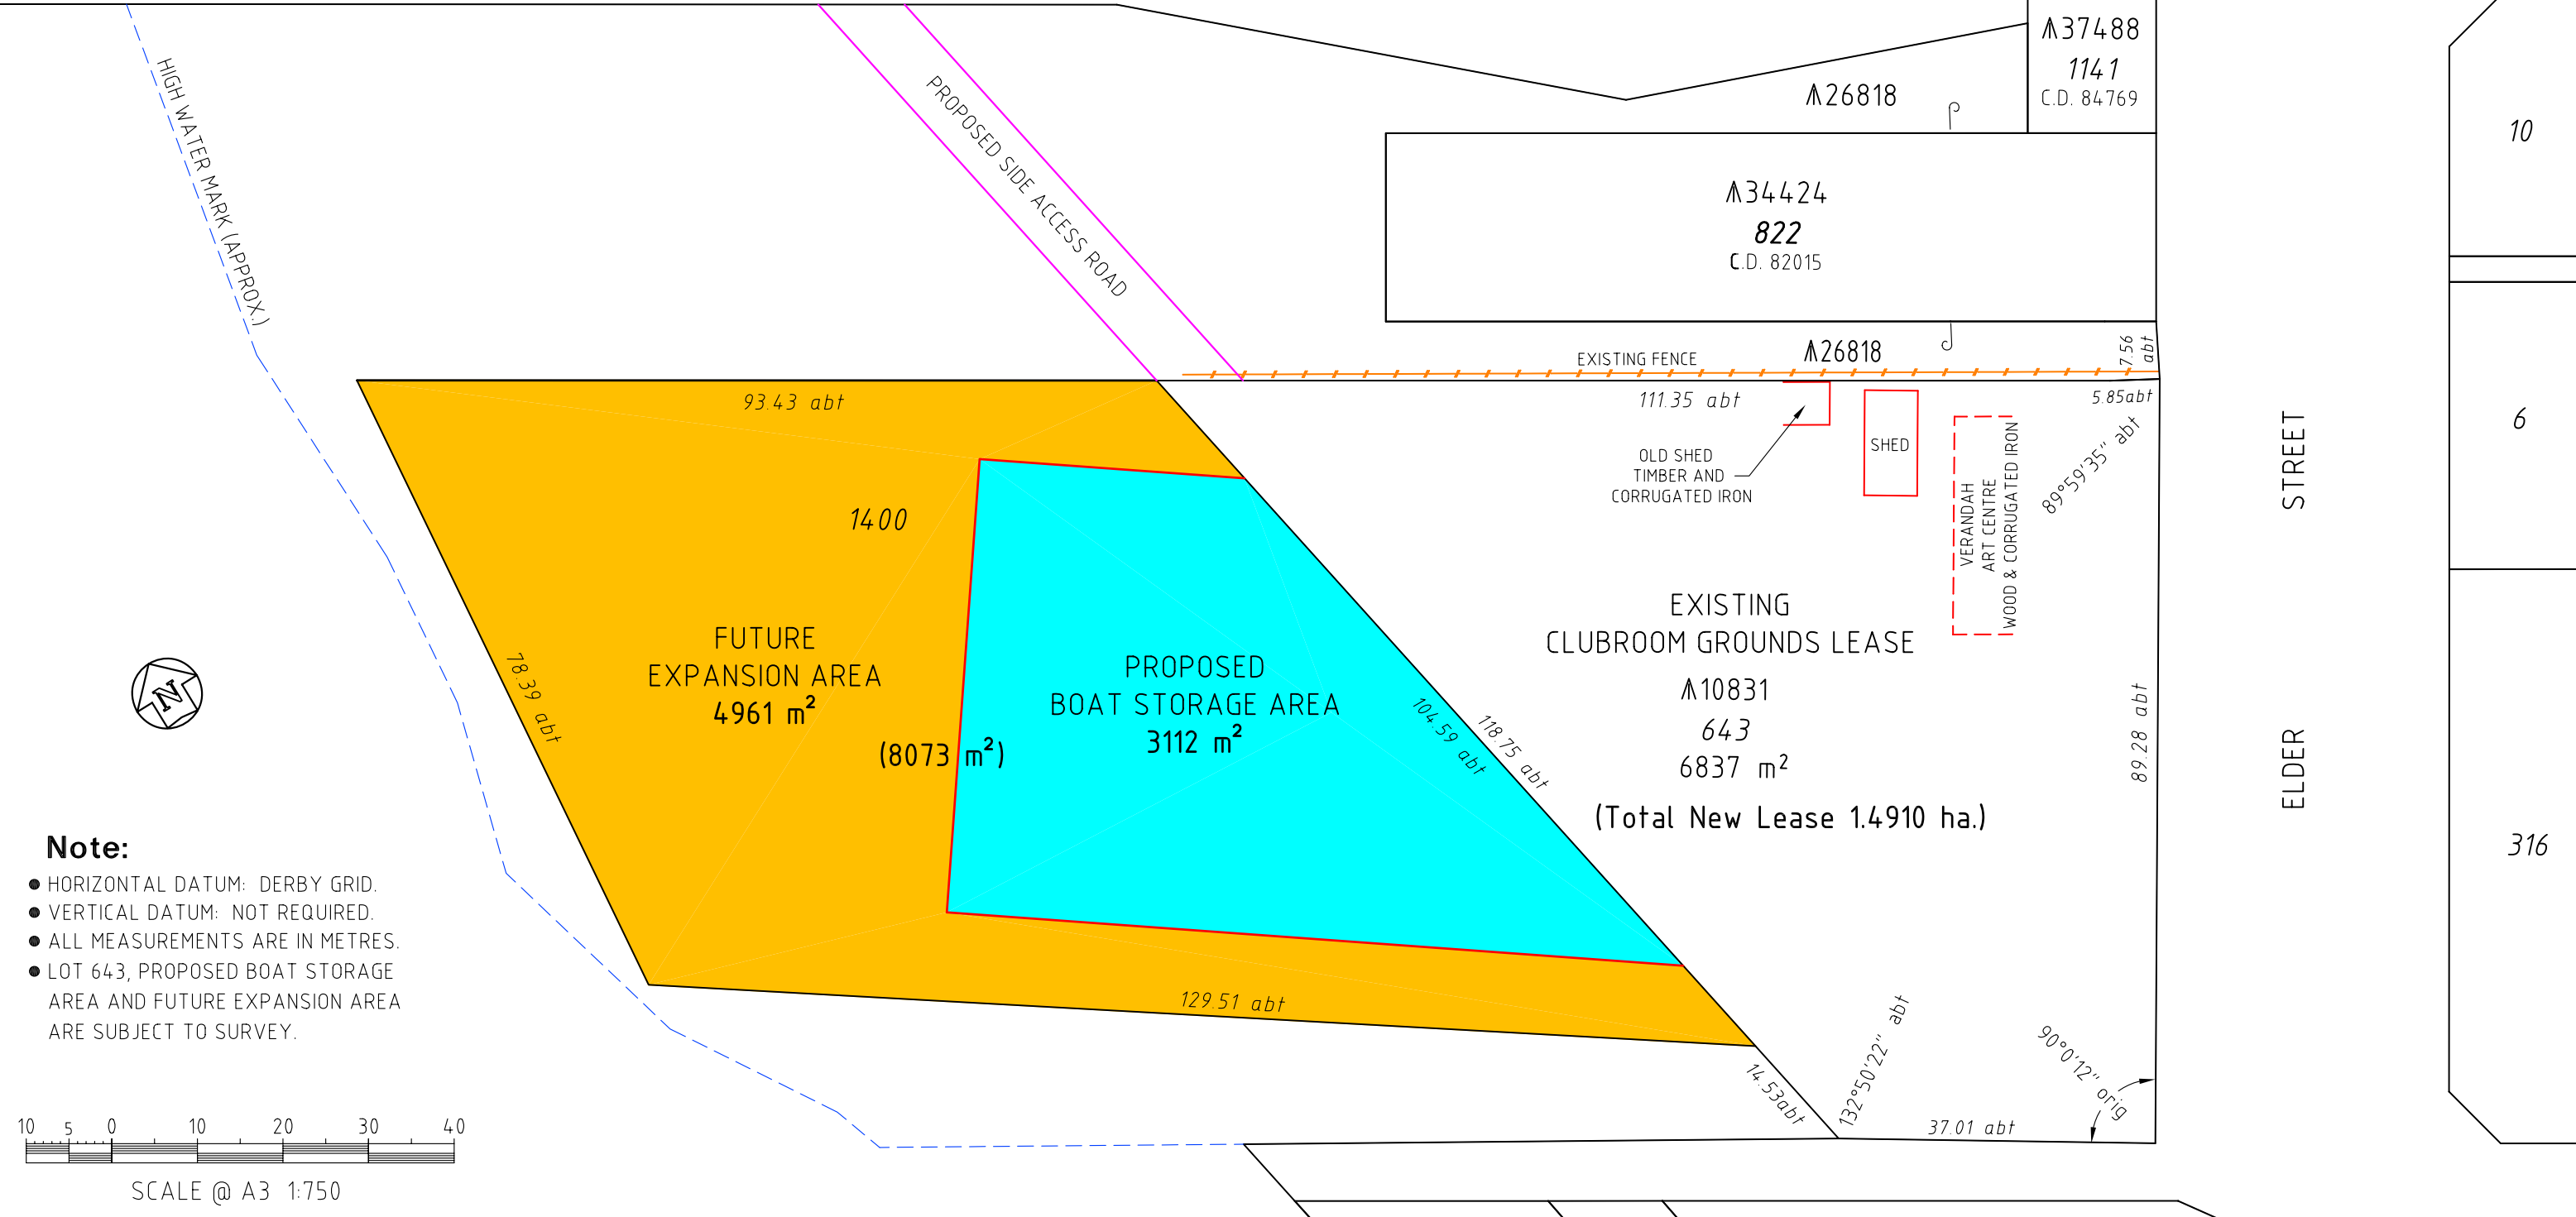 ⩚37488
1141
C.D. 84769
⩚26818
10
HIGH WATER MARK (APPROX.)
PROPOSED SIDE ACCESS ROAD
⩚34424
822
C.D. 82015
EXISTING FENCE
⩚26818
7.56
abt
93.43 abt
111.35 abt
5.85abt
6
OLD SHED
TIMBER AND
CORRUGATED IRON
SHED
VERANDAH
ART CENTRE
WOOD & CORRUGATED IRON
89°59'35" abt
STREET
ELDER
1400
FUTURE
EXPANSION AREA
4961 m²
(8073 m²)
PROPOSED
BOAT STORAGE AREA
3112 m²
EXISTING
CLUBROOM GROUNDS LEASE
⩚10831
643
6837 m²
(Total New Lease 1.4910 ha.)
78.39 abt
104.59 abt
118.75 abt
89.28 abt
N
316
Note:
● HORIZONTAL DATUM: DERBY GRID.
● VERTICAL DATUM: NOT REQUIRED.
● ALL MEASUREMENTS ARE IN METRES.
● LOT 643, PROPOSED BOAT STORAGE
AREA AND FUTURE EXPANSION AREA
ARE SUBJECT TO SURVEY.
129.51 abt
14.53abt
132°50'22" abt
90°0'12" orig
37.01 abt
10 5 0 10 20 30 40
SCALE @ A3 1:750